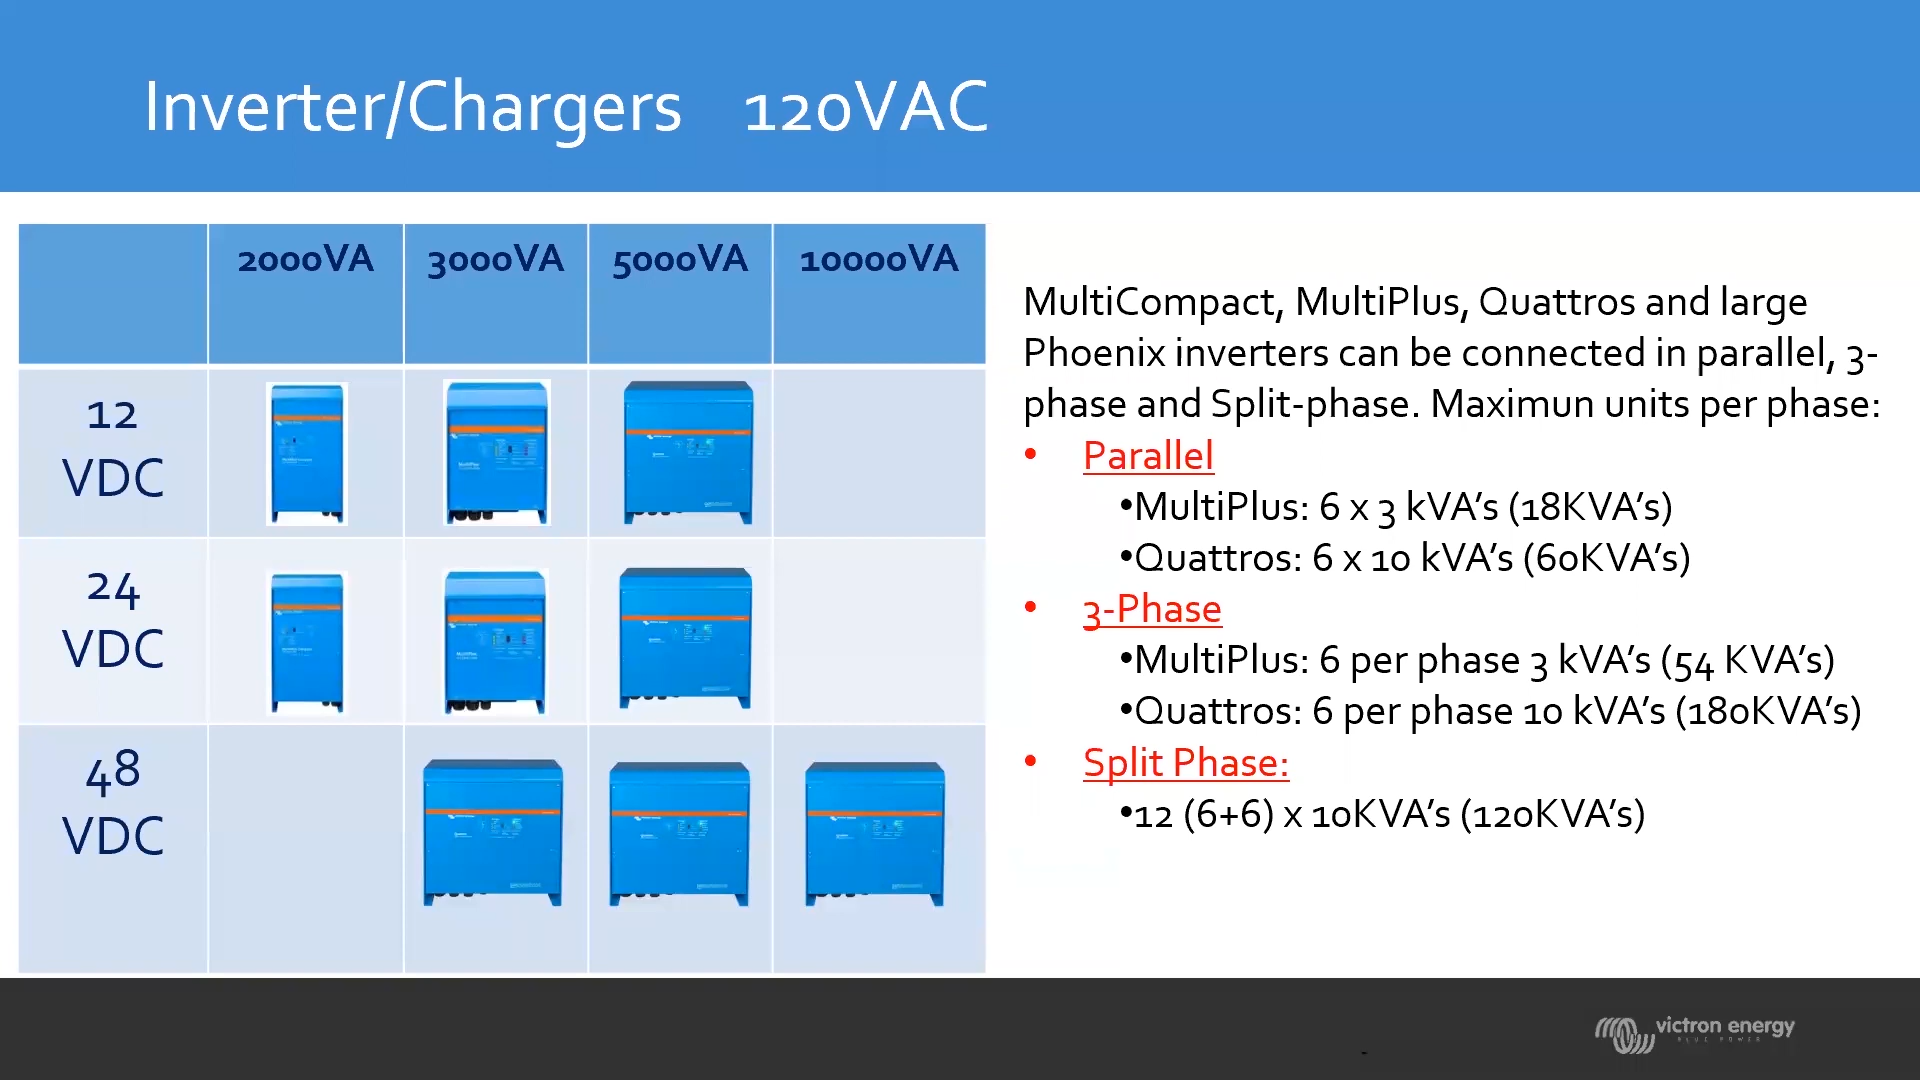 Inverter/Chargers 120VAC
2000VA 3000VA 5000VA 10000VA
12
VDC
24
VDC
48
VDC
MultiCompact, MultiPlus, Quattros and large
Phoenix inverters can be connected in parallel, 3-
phase and Split-phase. Maximun units per phase:
• Parallel
•MultiPlus: 6 x 3 kVA’s (18KVA’s)
•Quattros: 6 x 10 kVA’s (60KVA’s)
• 3-Phase
•MultiPlus: 6 per phase 3 kVA’s (54 KVA’s)
•Quattros: 6 per phase 10 kVA’s (180KVA’s)
• Split Phase:
•12 (6+6) x 10KVA’s (120KVA’s)
victron energy
BLUE POWER